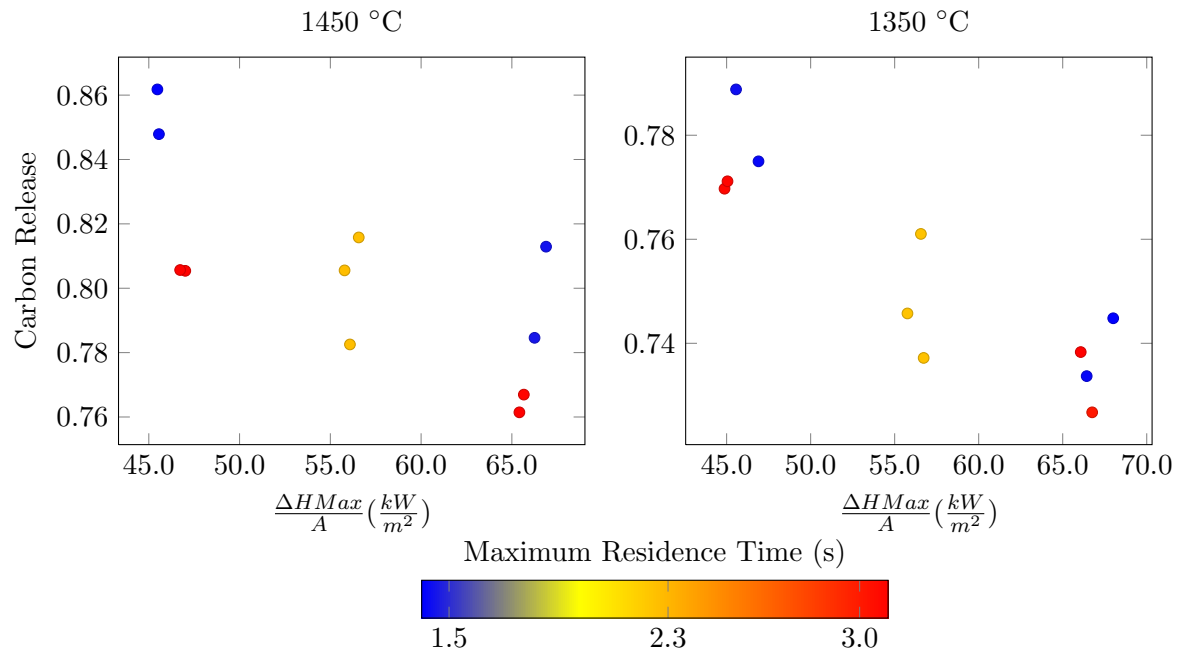 1450 °C
1350 °C
Carbon Release
0.86
0.84
0.82
0.80
0.78
0.76
45.0 50.0 55.0 60.0 65.0
ΔHMax/A (kW/m²)
0.78
0.76
0.74
45.0 50.0 55.0 60.0 65.0 70.0
ΔHMax/A (kW/m²)
Maximum Residence Time (s)
1.5 2.3 3.0